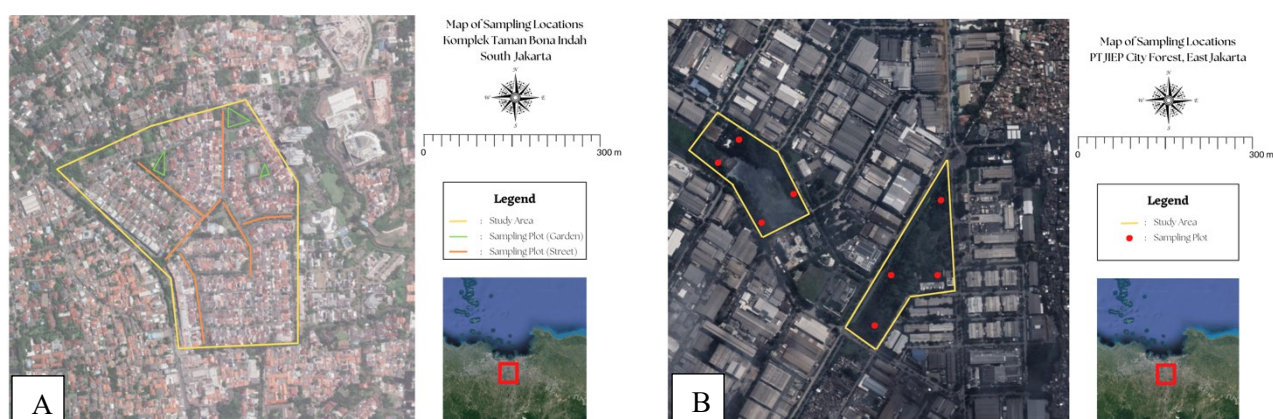 Map of Sampling Locations
Komplek Taman Bona Indah
South Jakarta
N
W E
S
0 300 m
Legend
: Study Area
: Sampling Plot (Garden)
: Sampling Plot (Street)
A
Map of Sampling Locations
PT JIEP City Forest, East Jakarta
N
W E
S
0 300 m
Legend
: Study Area
: Sampling Plot
B